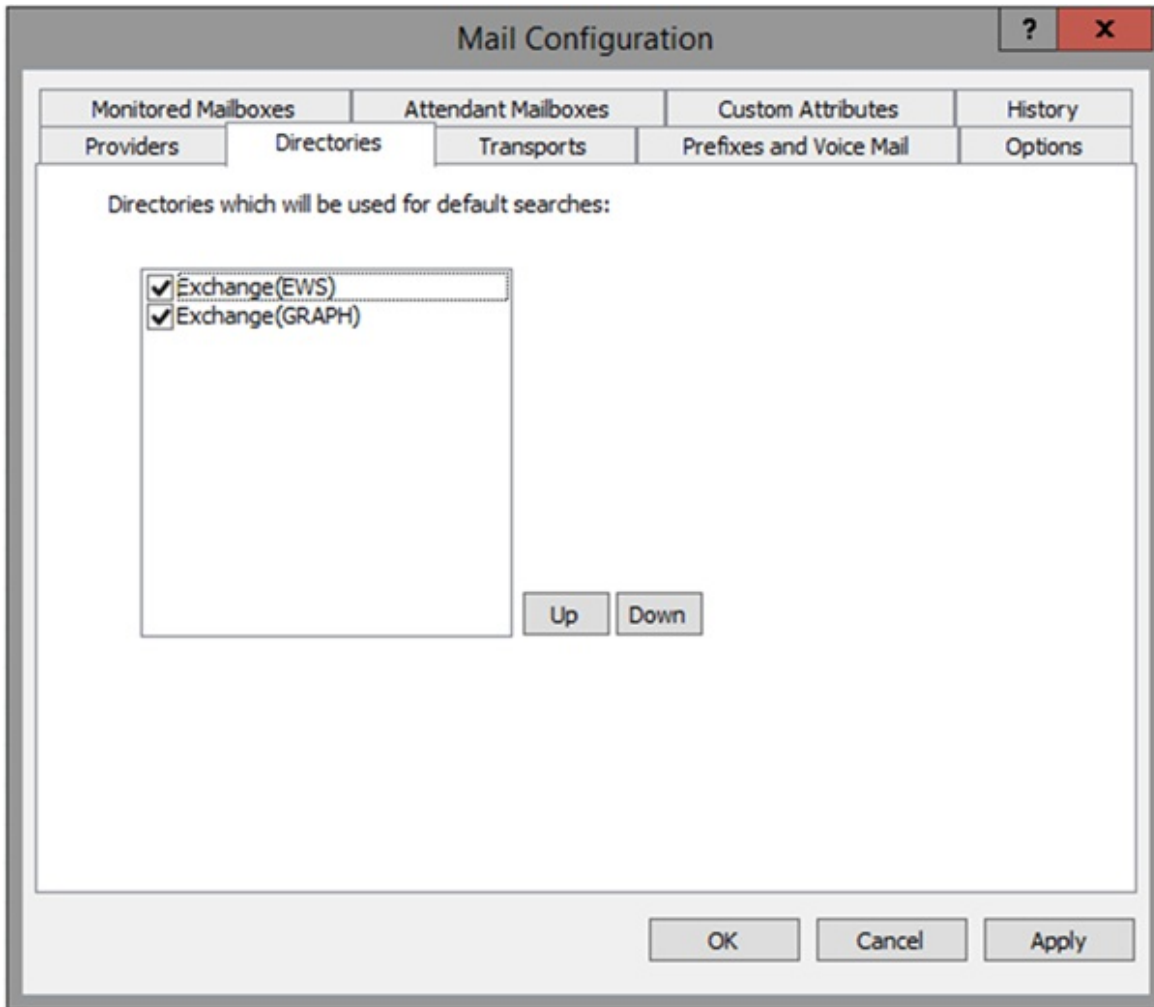 Mail Configuration
?
x
Monitored Mailboxes
Attendant Mailboxes
Custom Attributes
History
Providers
Directories
Transports
Prefixes and Voice Mail
Options
Directories which will be used for default searches:
Exchange(EWS)
Exchange(GRAPH)
Up
Down
OK
Cancel
Apply